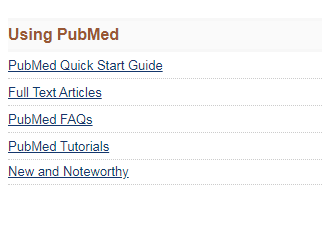 Using PubMed
PubMed Quick Start Guide
Full Text Articles
PubMed FAQs
PubMed Tutorials
New and Noteworthy